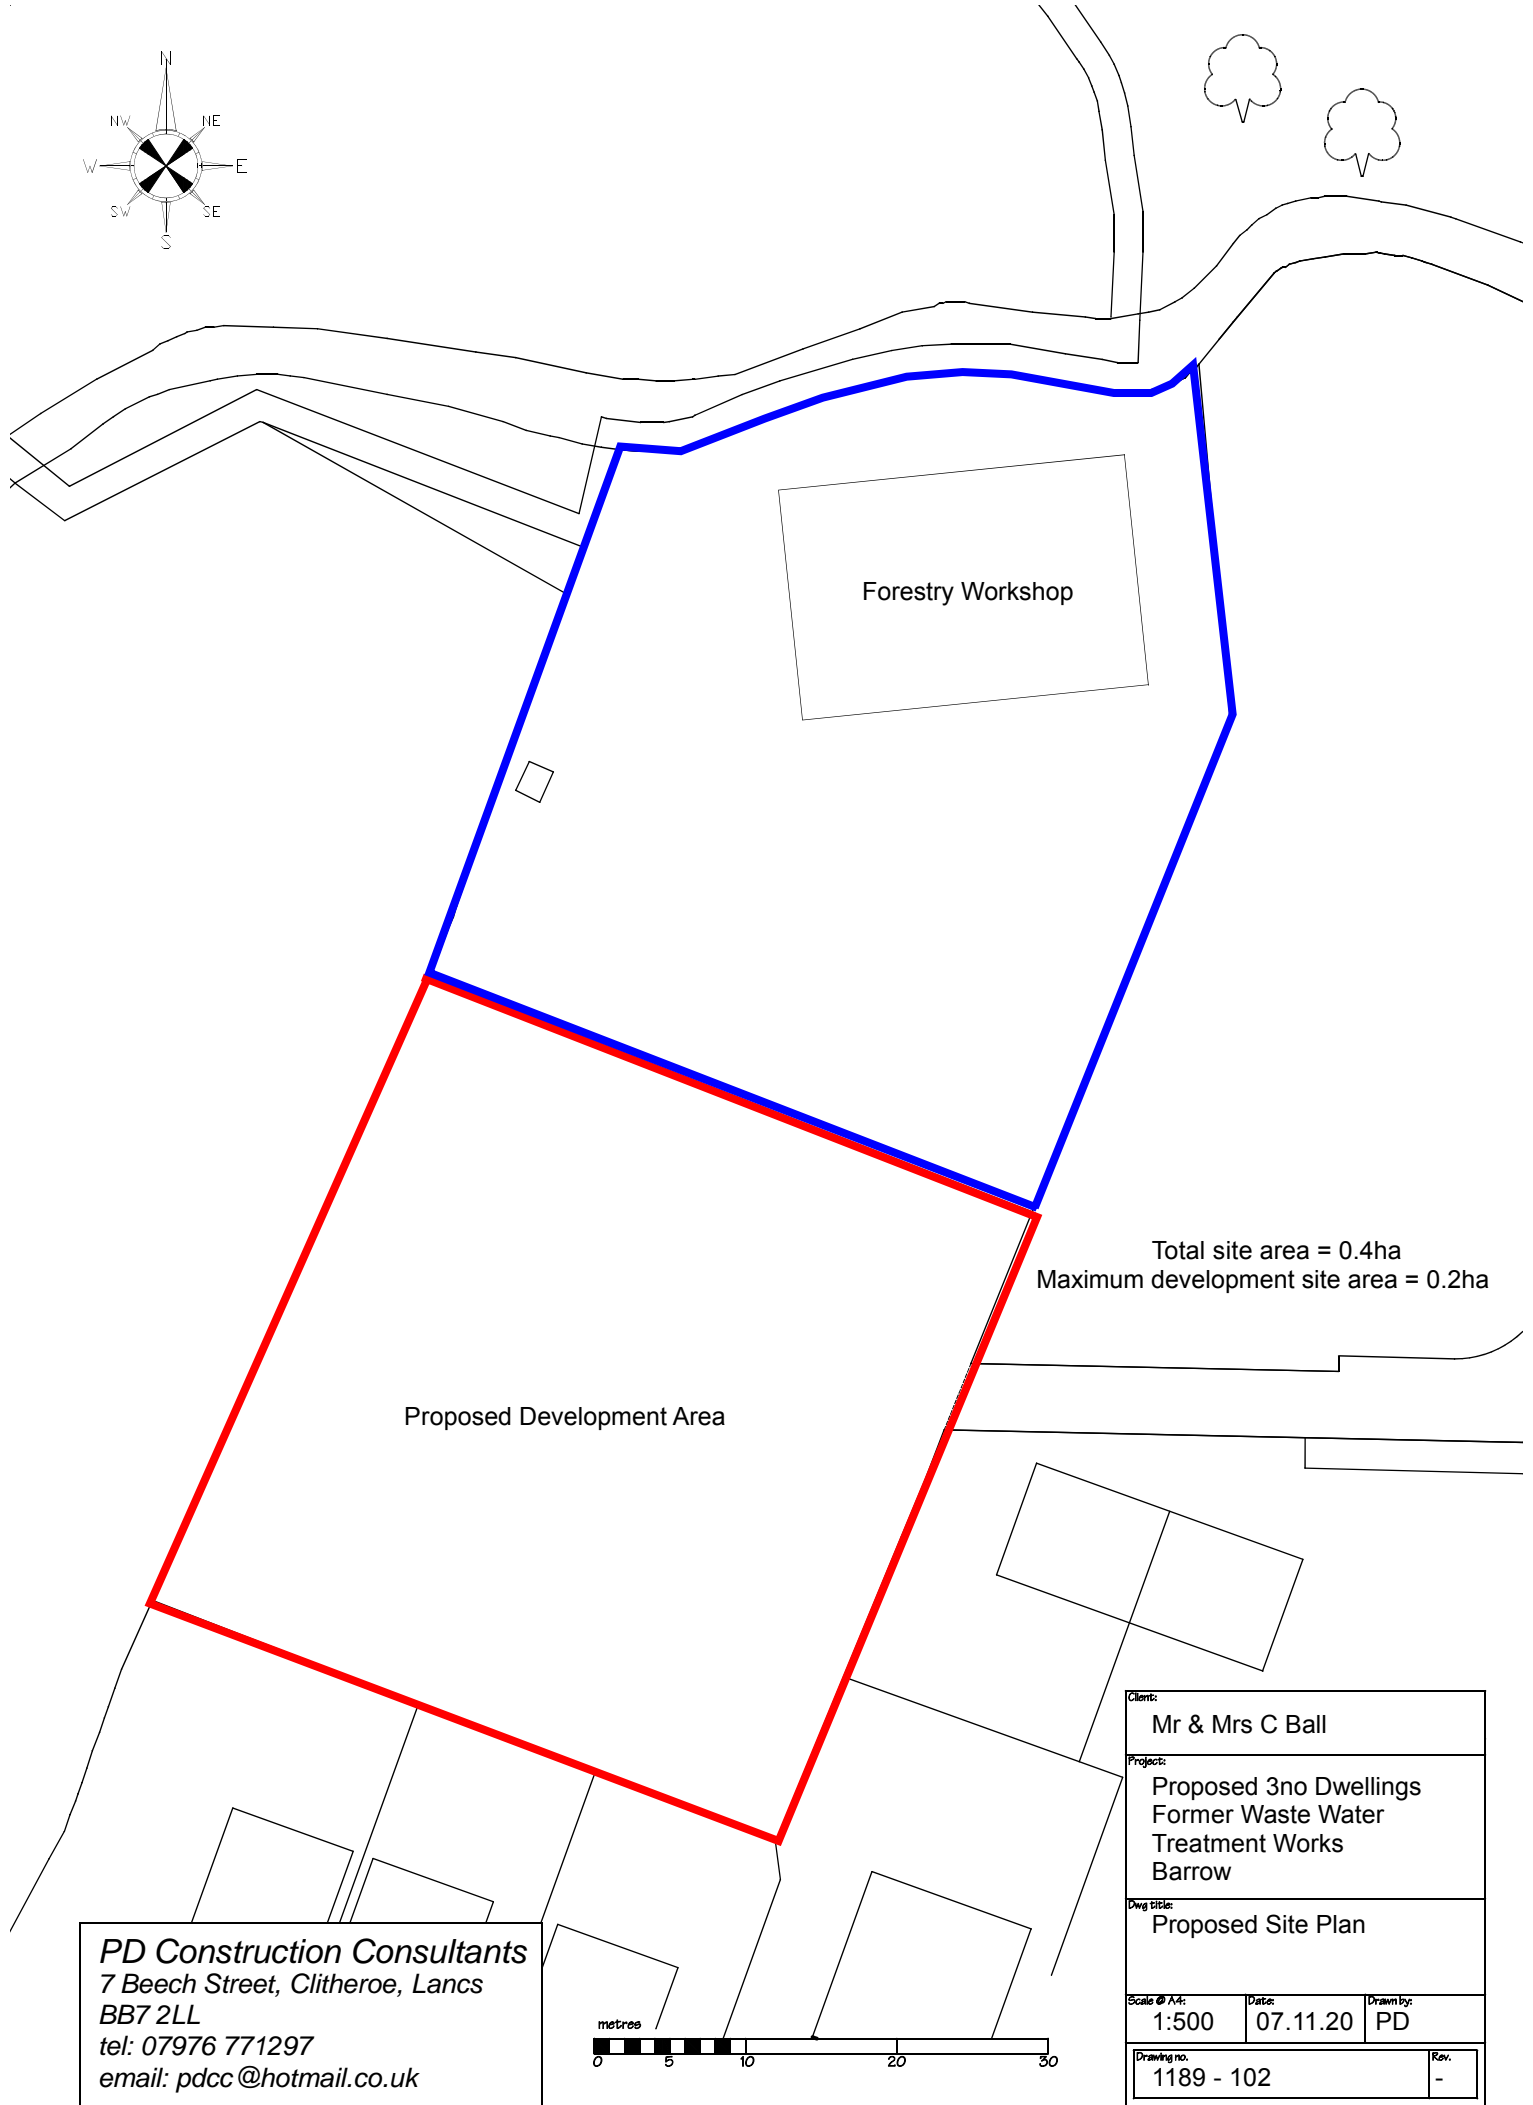 N
NW
NE
W
E
SW
SE
S
Forestry Workshop
Total site area = 0.4ha
Maximum development site area = 0.2ha
Proposed Development Area
Client:
Mr & Mrs C Ball
Project:
Proposed 3no Dwellings
Former Waste Water
Treatment Works
Barrow
Dwg title:
Proposed Site Plan
Scale @ A4:
1:500
Date:
07.11.20
Drawn by:
PD
Drawing no.
1189 - 102
Rev.
-
PD Construction Consultants
7 Beech Street, Clitheroe, Lancs
BB7 2LL
tel: 07976 771297
email: pdcc@hotmail.co.uk
metres
0 5 10 20 30